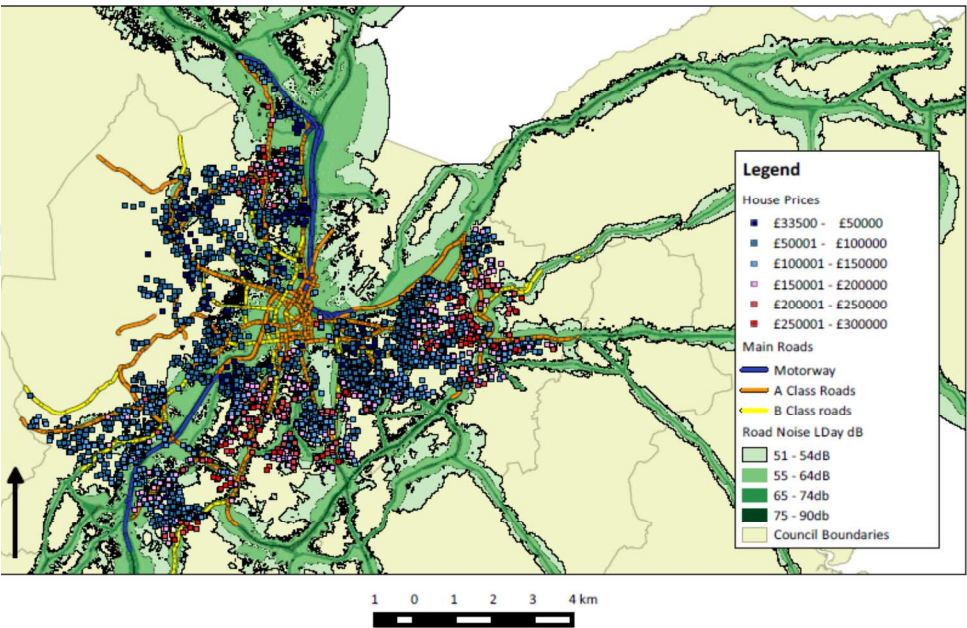 Legend
House Prices
£33500 - £50000
£50001 - £100000
£100001 - £150000
£150001 - £200000
£200001 - £250000
£250001 - £300000
Main Roads
Motorway
A Class Roads
B Class roads
Road Noise LDay dB
51 - 54dB
55 - 64dB
65 - 74db
75 - 90db
Council Boundaries
1 0 1 2 3 4 km